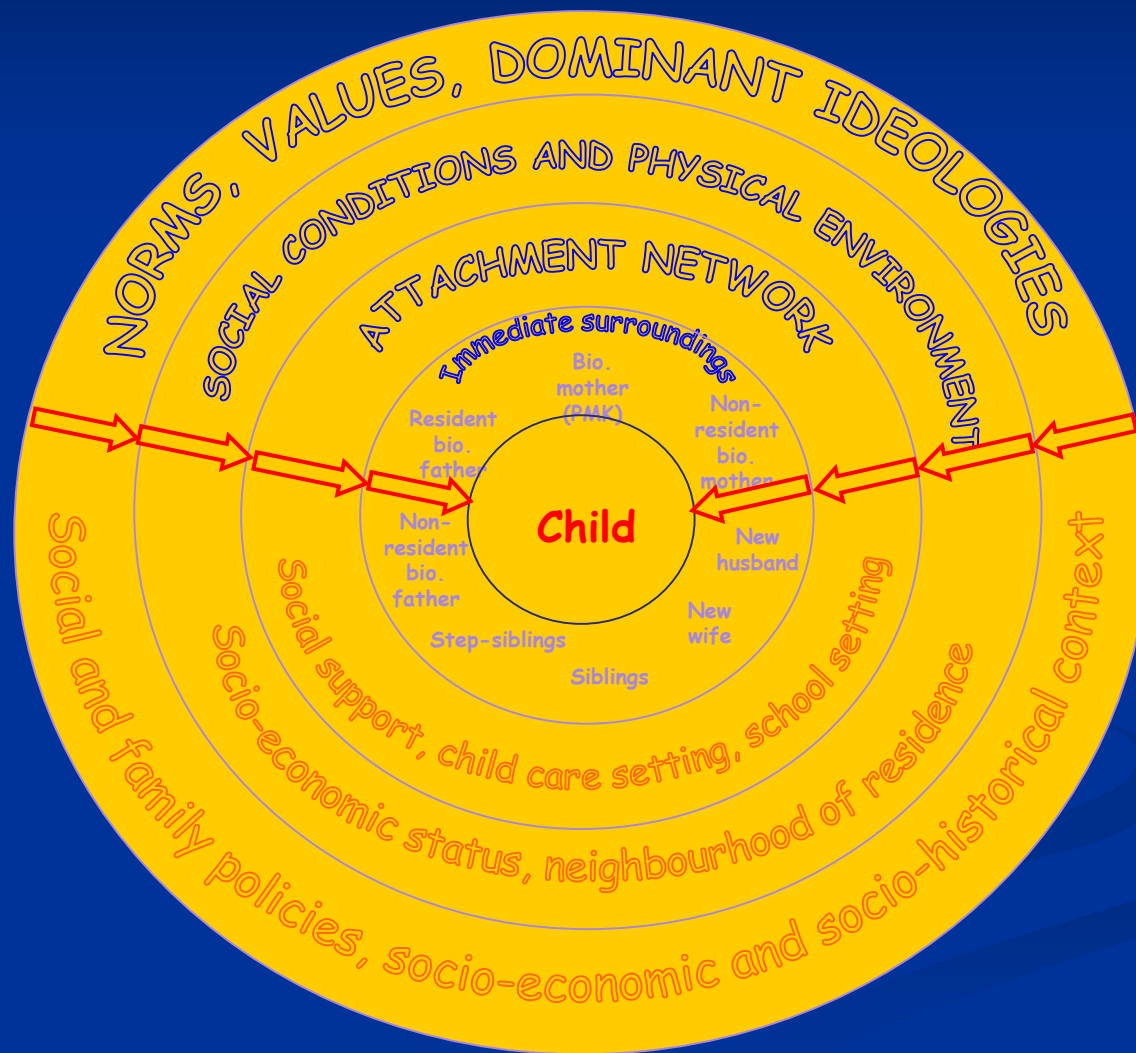 NORMS, VALUES, DOMINANT IDEOLOGIES
SOCIAL CONDITIONS AND PHYSICAL ENVIRONMENT
ATTACHMENT NETWORK
Immediate surroundings
Bio.
mother
(PMK)
Resident
bio.
father
Non-
resident
bio.
mother
Child
Non-
resident
bio.
father
New
husband
New
wife
Step-siblings
Siblings
Social support, child care setting, school setting
Socio-economic status, neighbourhood of residence
Social and family policies, socio-economic and socio-historical context